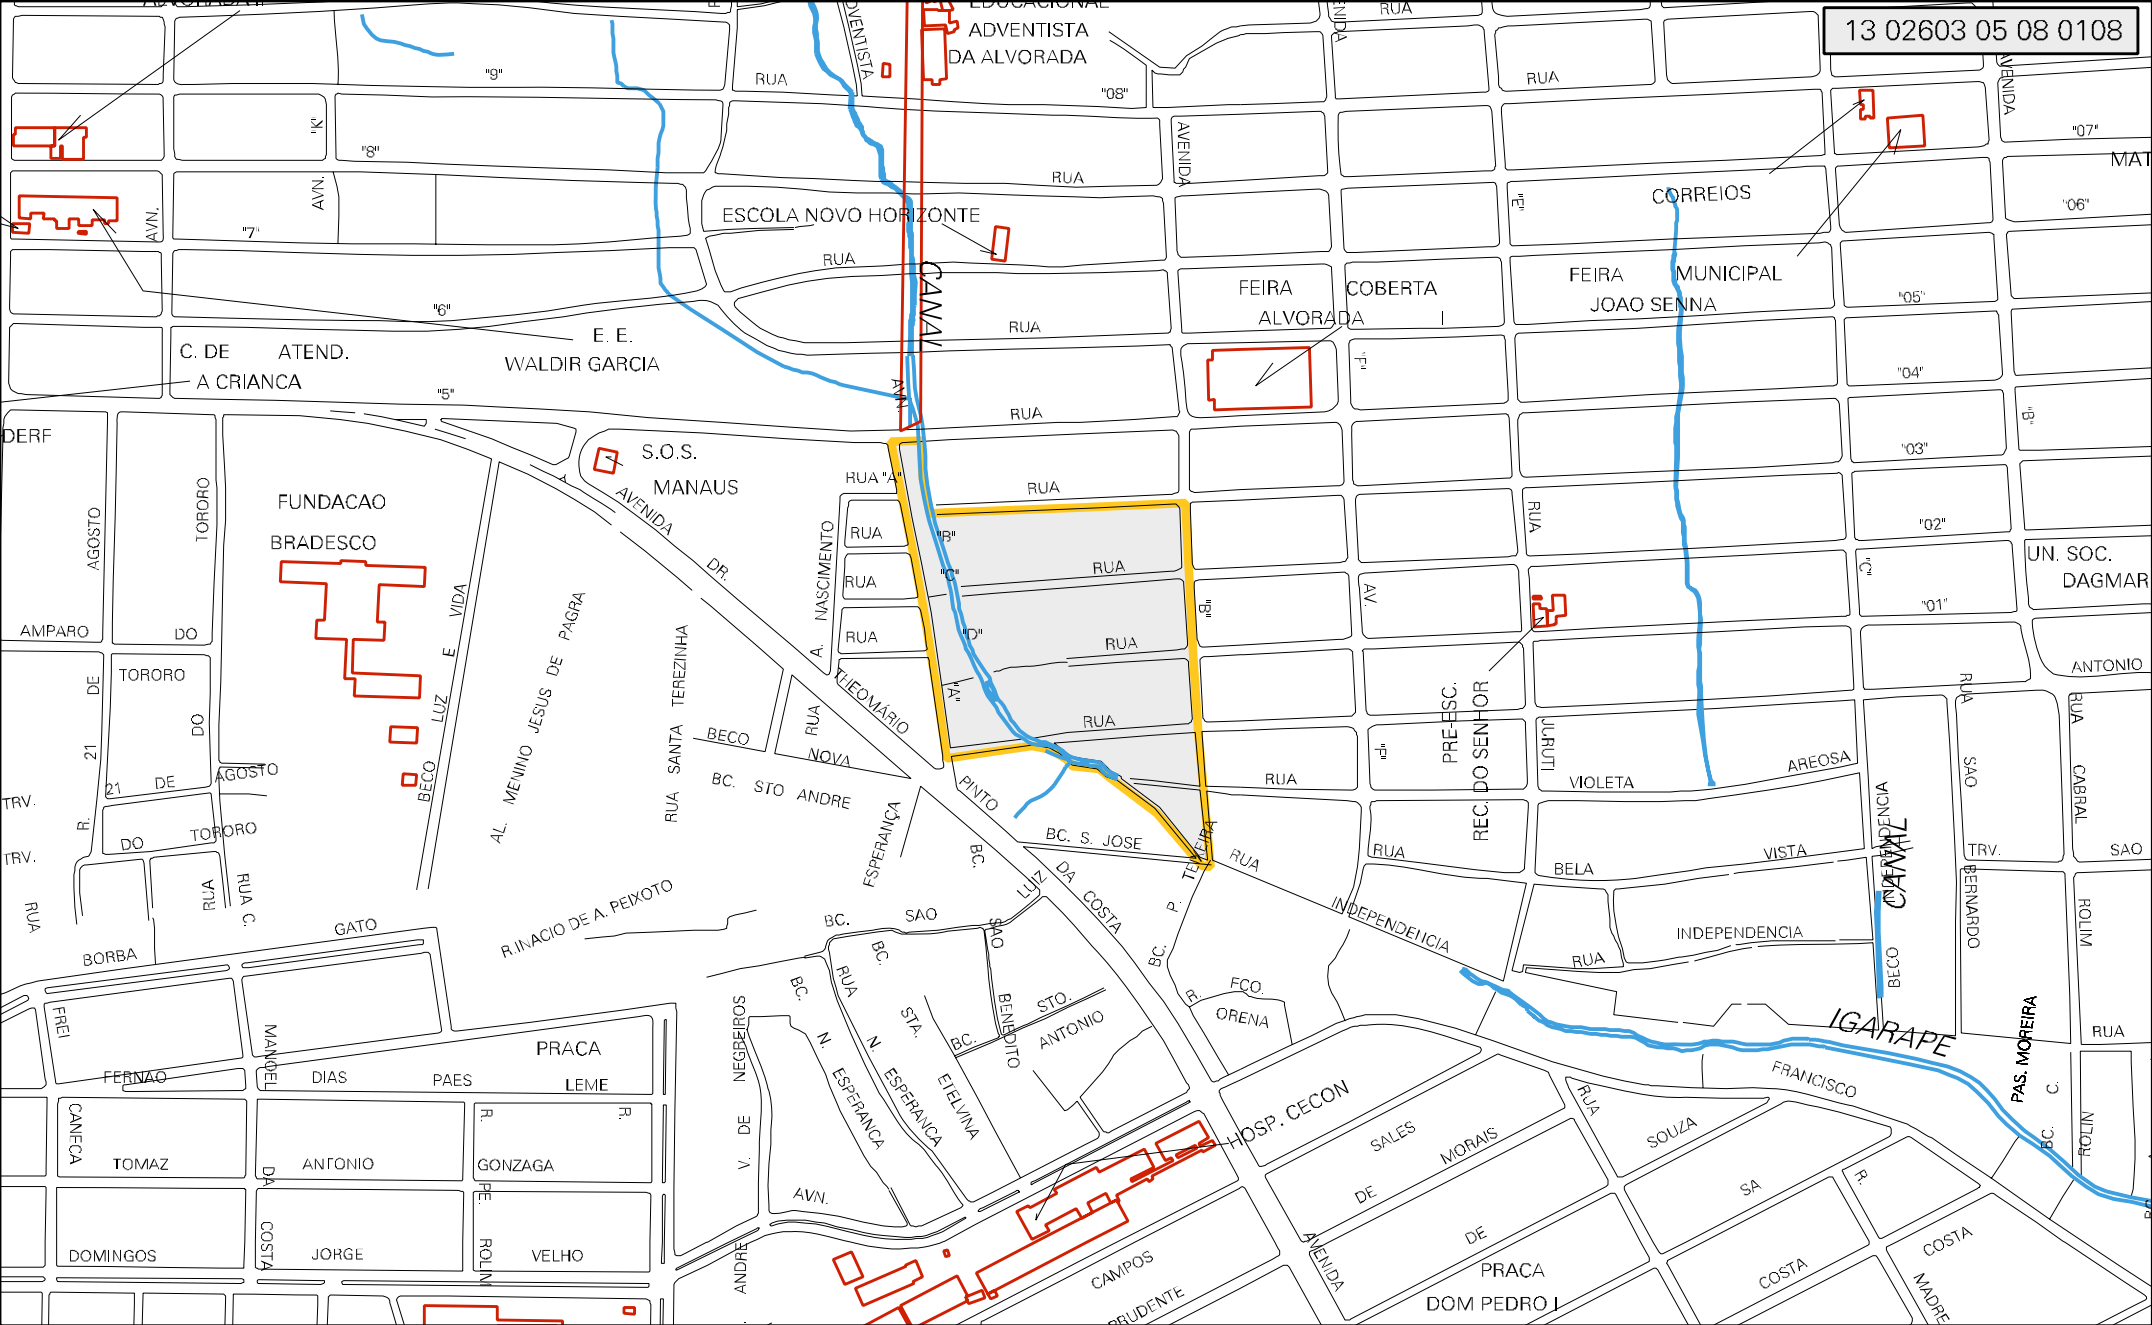 EDUCACIONAL
ADVENTISTA
DA ALVORADA
ADVENTISTA
RUA
13 02603 05 08 0108
"9"
RUA
"08"
RUA
AVENIDA
"K"
"8"
AVENIDA
"07"
MAT
RUA
AVN.
AVN.
"7"
ESCOLA NOVO HORIZONTE
CORREIOS
"E"
"06"
RUA
CANAL
FEIRA COBERTA
ALVORADA I
FEIRA MUNICIPAL
JOAO SENNA
"05"
"6"
RUA
E. E.
WALDIR GARCIA
C. DE ATEND.
A CRIANCA
"5"
AVN.
"F"
"04"
RUA
"B"
DERF
S.O.S.
MANAUS
RUA "A"
RUA
"03"
FUNDACAO
BRADESCO
AGOSTO
TORORO
AVENIDA
DR.
NASCIMENTO
A.
RUA
"B"
RUA
"02"
RUA
"C"
RUA
"C"
UN. SOC.
DAGMAR
VIDA
E
LUZ
BECO
AL. MENINO JESUS DE PAGRA
RUA SANTA TEREZINHA
AV.
"B"
"01"
AMPARO
DO
RUA
"D"
RUA
TORORO
DE
21
R.
DO
THEOMÁRIO
"A"
PRE-ESC.
REC. DO SENHOR
ANTONIO
RUA
RUA
BECO
NOVA
RUA
RUA
"F"
JURUTI
BC. STO ANDRE
PINTO
RUA
VIOLETA
AREOSA
SAO
CABRAL
AGOSTO
21 DE
TRV.
DO TORORO
TRV.
ESPERANÇA
BC.
BC. S. JOSE
TEIXEIRA
RUA
RUA
BELA
VISTA
INDEPENDENCIA
CANAL
TRV.
SAO
RUA
RUA
RUA C.
LUIZ
DA
COSTA
P.
BC.
BERNARDO
ROLIM
GATO
BORBA
R.INACIO DE A. PEIXOTO
BC.
SAO
SAO
BENEDITO
INDEPENDENCIA
INDEPENDENCIA
RUA
BECO
FREI
BC.
N.
ESPERANCA
RUA
N.
ESPERANCA
BC.
STA.
ETELVINA
BC.
STO.
ANTONIO
R.
FCO.
ORENA
IGARAPE
PAS. MOREIRA
RUA
MANOEL
NEGREIROS
DE
V.
ANDRE
PRACA
FERNAO
DIAS
PAES
LEME
FRANCISCO
C.
BC.
ROLIN
CANECA
R.
R.
HOSP. CECON
RUA
SOUZA
SALES
MORAIS
TOMAZ
ANTONIO
GONZAGA
DA
PE.
AVN.
DE
SA
R.
DOMINGOS
COSTA
JORGE
ROLIN
VELHO
CAMPOS
PRUDENTE
AVENIDA
DE
PRACA
DOM PEDRO I
COSTA
COSTA
MADRE